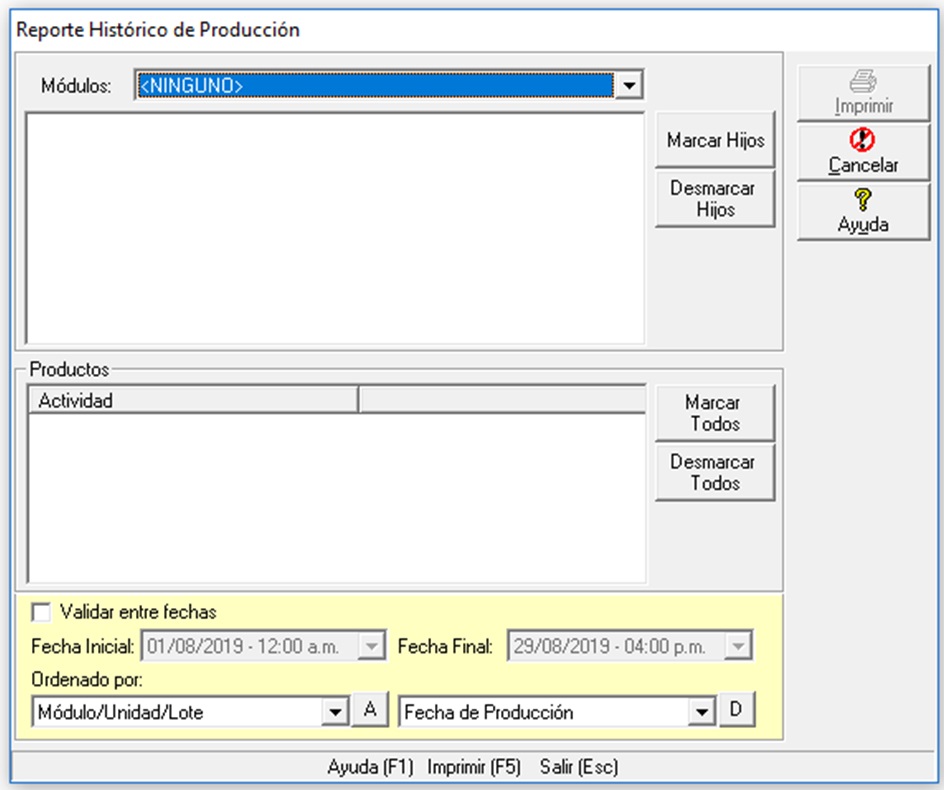 Reporte Histórico de Producción
Módulos: <NINGUNO>
Imprimir
Cancelar
Ayuda
Marcar Hijos
Desmarcar
Hijos
Productos
Actividad
Marcar
Todos
Desmarcar
Todos
Validar entre fechas
Fecha Inicial: 01/08/2019 - 12:00 a.m. Fecha Final: 29/08/2019 - 04:00 p.m.
Ordenado por:
Módulo/Unidad/Lote A Fecha de Producción D
Ayuda (F1) Imprimir (F5) Salir (Esc)